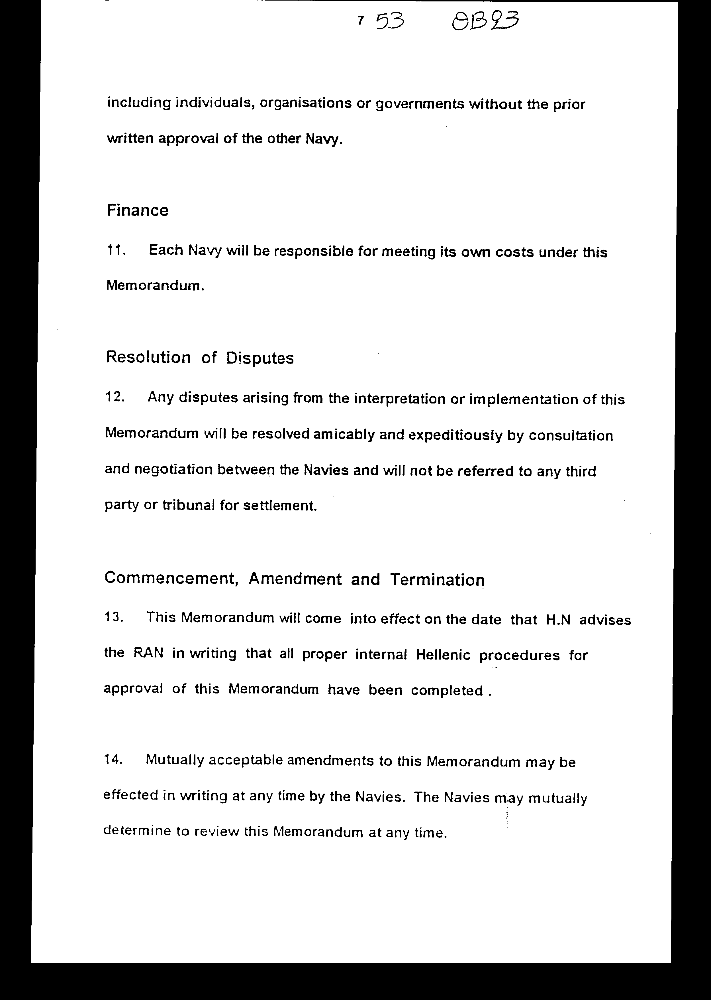 7 53 ΘΒ23
including individuals, organisations or governments without the prior
written approval of the other Navy.
Finance
11. Each Navy will be responsible for meeting its own costs under this
Memorandum.
Resolution of Disputes
12. Any disputes arising from the interpretation or implementation of this
Memorandum will be resolved amicably and expeditiously by consultation
and negotiation between the Navies and will not be referred to any third
party or tribunal for settlement.
Commencement, Amendment and Termination
13. This Memorandum will come into effect on the date that H.N advises
the RAN in writing that all proper internal Hellenic procedures for
approval of this Memorandum have been completed .
14. Mutually acceptable amendments to this Memorandum may be
effected in writing at any time by the Navies. The Navies may mutually
determine to review this Memorandum at any time.